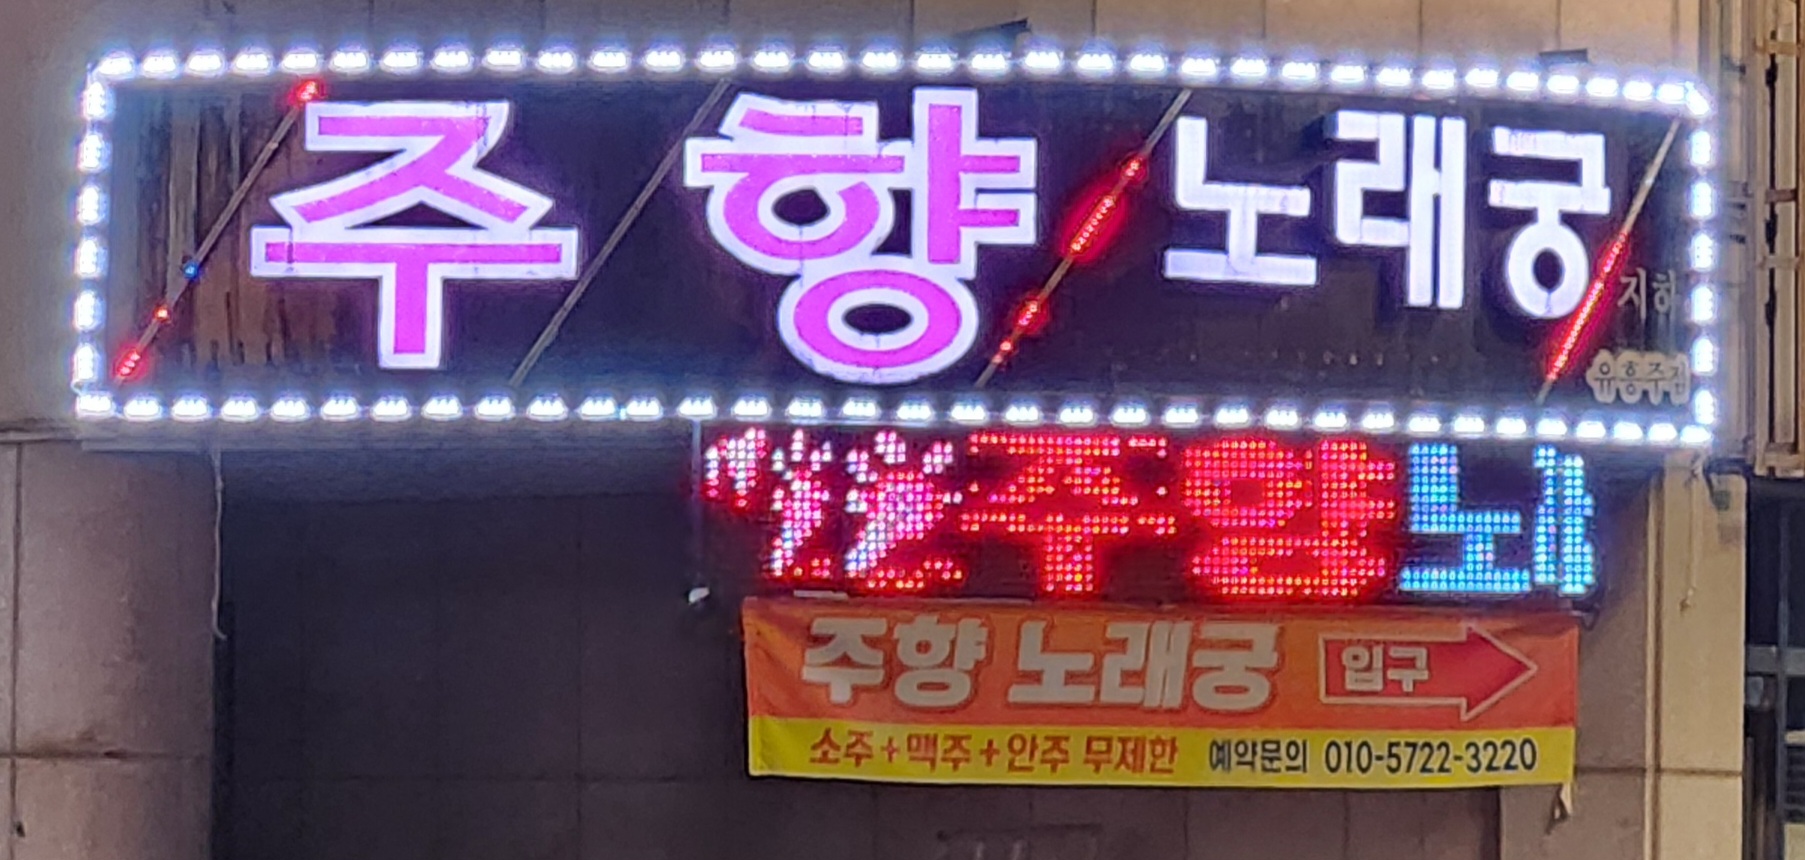 주향 노래궁
지하
유흥주점
주향 노래
주향 노래궁 입구
소주+맥주+안주 무제한 예약문의 010-5722-3220